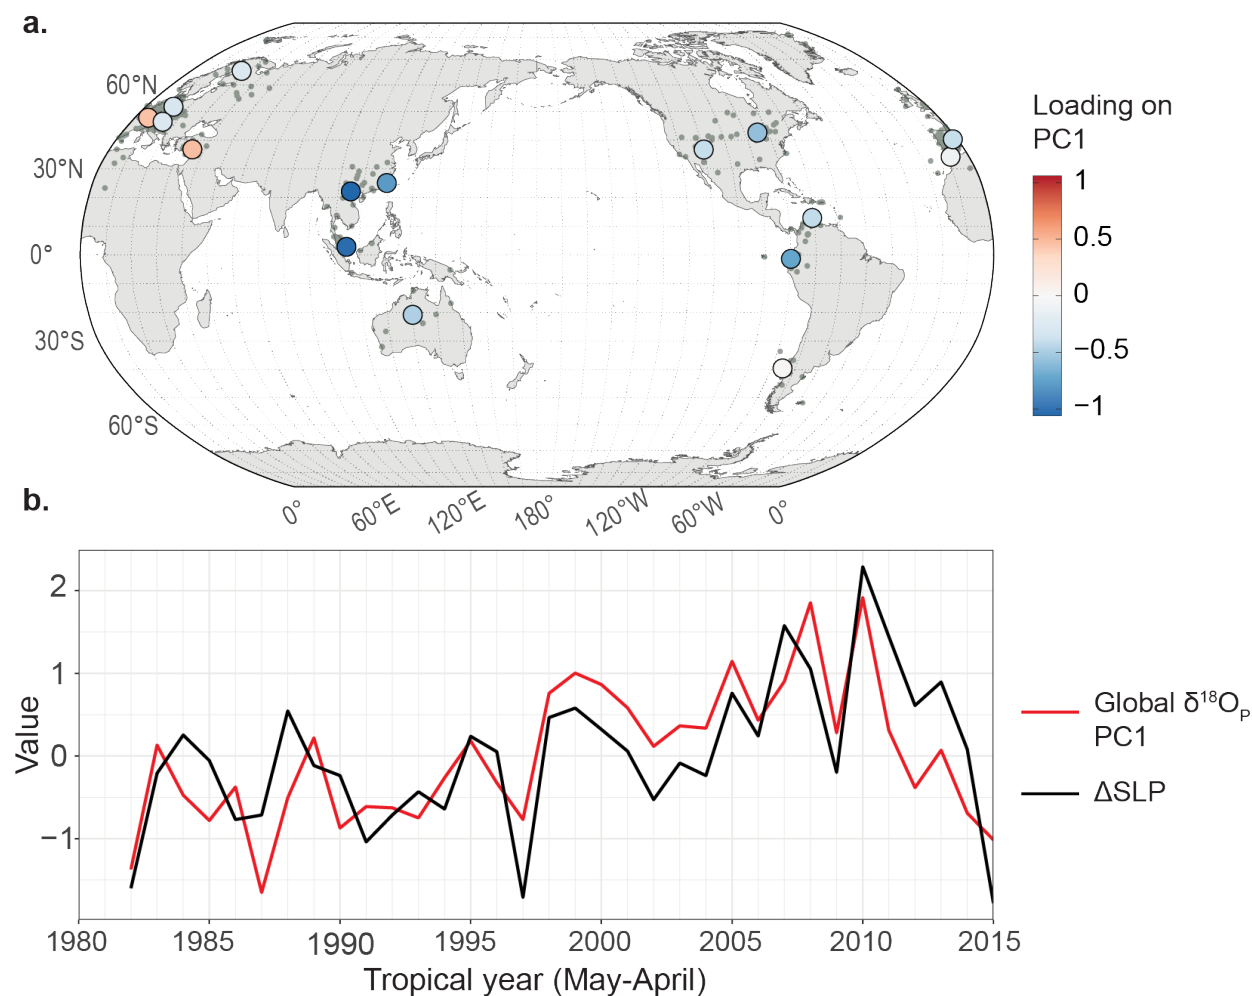 a.
60°N
30°N
0°
30°S
60°S
0°
60°E
120°E
180°
120°W
60°W
0°
Loading on
PC1
1
0.5
0
−0.5
−1
b.
2
1
0
−1
Value
1980
1985
1990
1995
2000
2005
2010
2015
Tropical year (May-April)
Global δ¹⁸Oₚ
PC1
ΔSLP